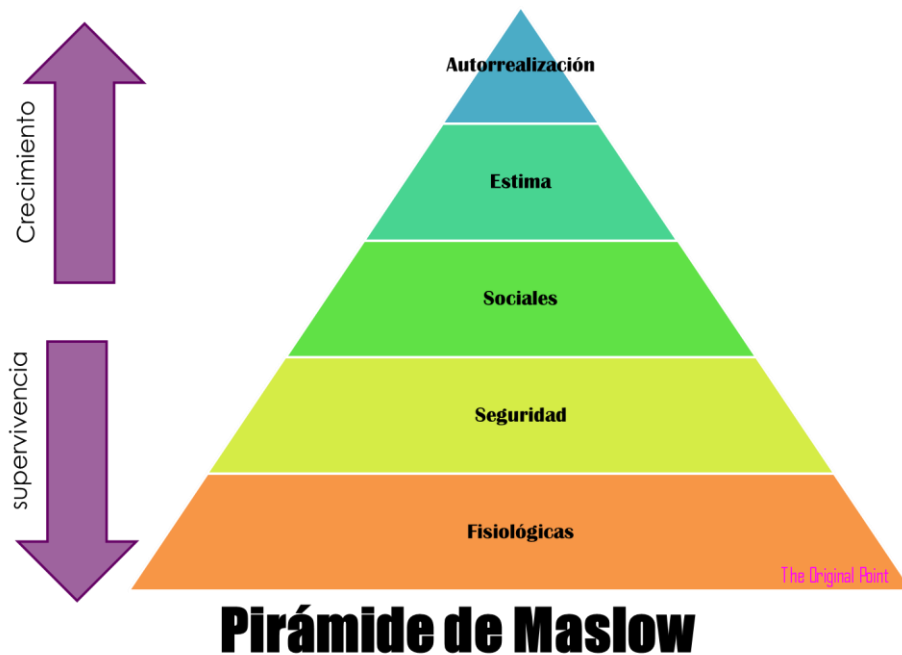 Autorrealización
Crecimiento
Estima
Sociales
supervivencia
Seguridad
Fisiológicas
The Original Point
Pirámide de Maslow